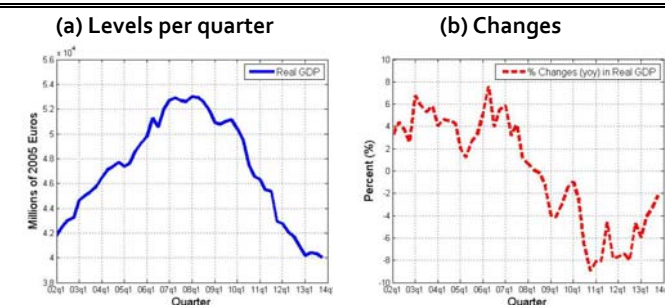 (a) Levels per quarter
(b) Changes
x 10⁴
5.6
5.4
5.2
5
4.8
4.6
4.4
4.2
4
3.8
Millions of 2005 Euros
Real GDP
02q1 03q1 04q1 05q1 06q1 07q1 08q1 09q1 10q1 11q1 12q1 13q1 14q
Quarter
10
8
6
4
2
0
-2
-4
-6
-8
-10
Percent (%)
% Changes (yoy) in Real GDP
02q1 03q1 04q1 05q1 06q1 07q1 08q1 09q1 10q1 11q1 12q1 13q1 14q
Quarter